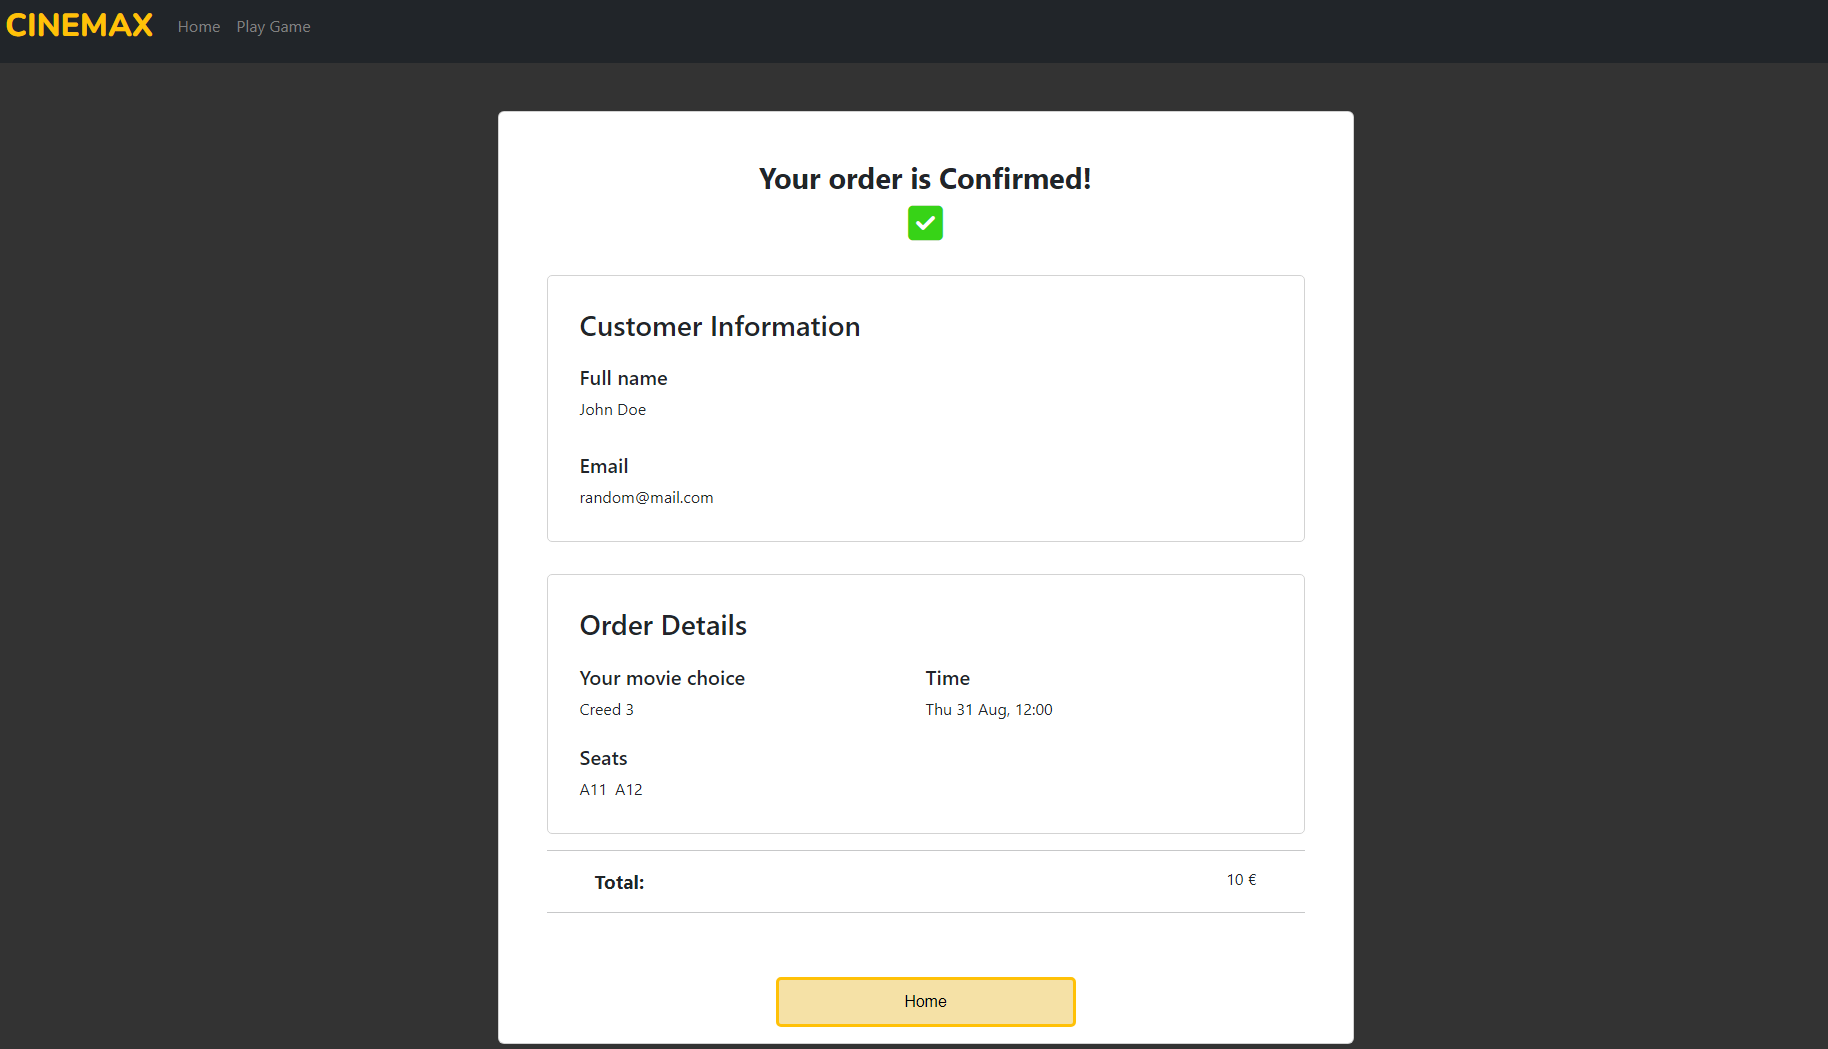 CINEMAX Home Play Game
Your order is Confirmed!
Customer Information
Full name
John Doe
Email
random@mail.com
Order Details
Your movie choice Time
Creed 3 Thu 31 Aug, 12:00
Seats
A11 A12
Total: 10 €
Home